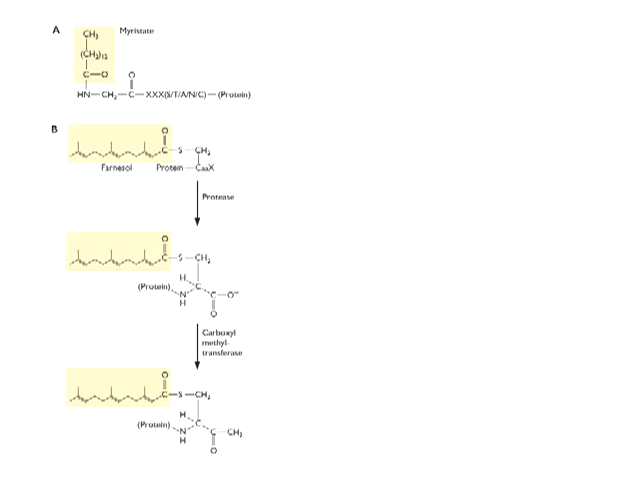 A
Myristate
CH3
(CH2)12
C—O
O
HN—CH2—C—XXX(S/T/A/N/C)—(Protein)
B
O
C—S—CH2
Farnesol Protein—CaaX
Protease
O
C—S—CH2
H
(Protein) N C C—O−
H
O
Carboxyl
methyl-
transferase
O
C—S—CH2
H
(Protein) N C C—CH3
H
O